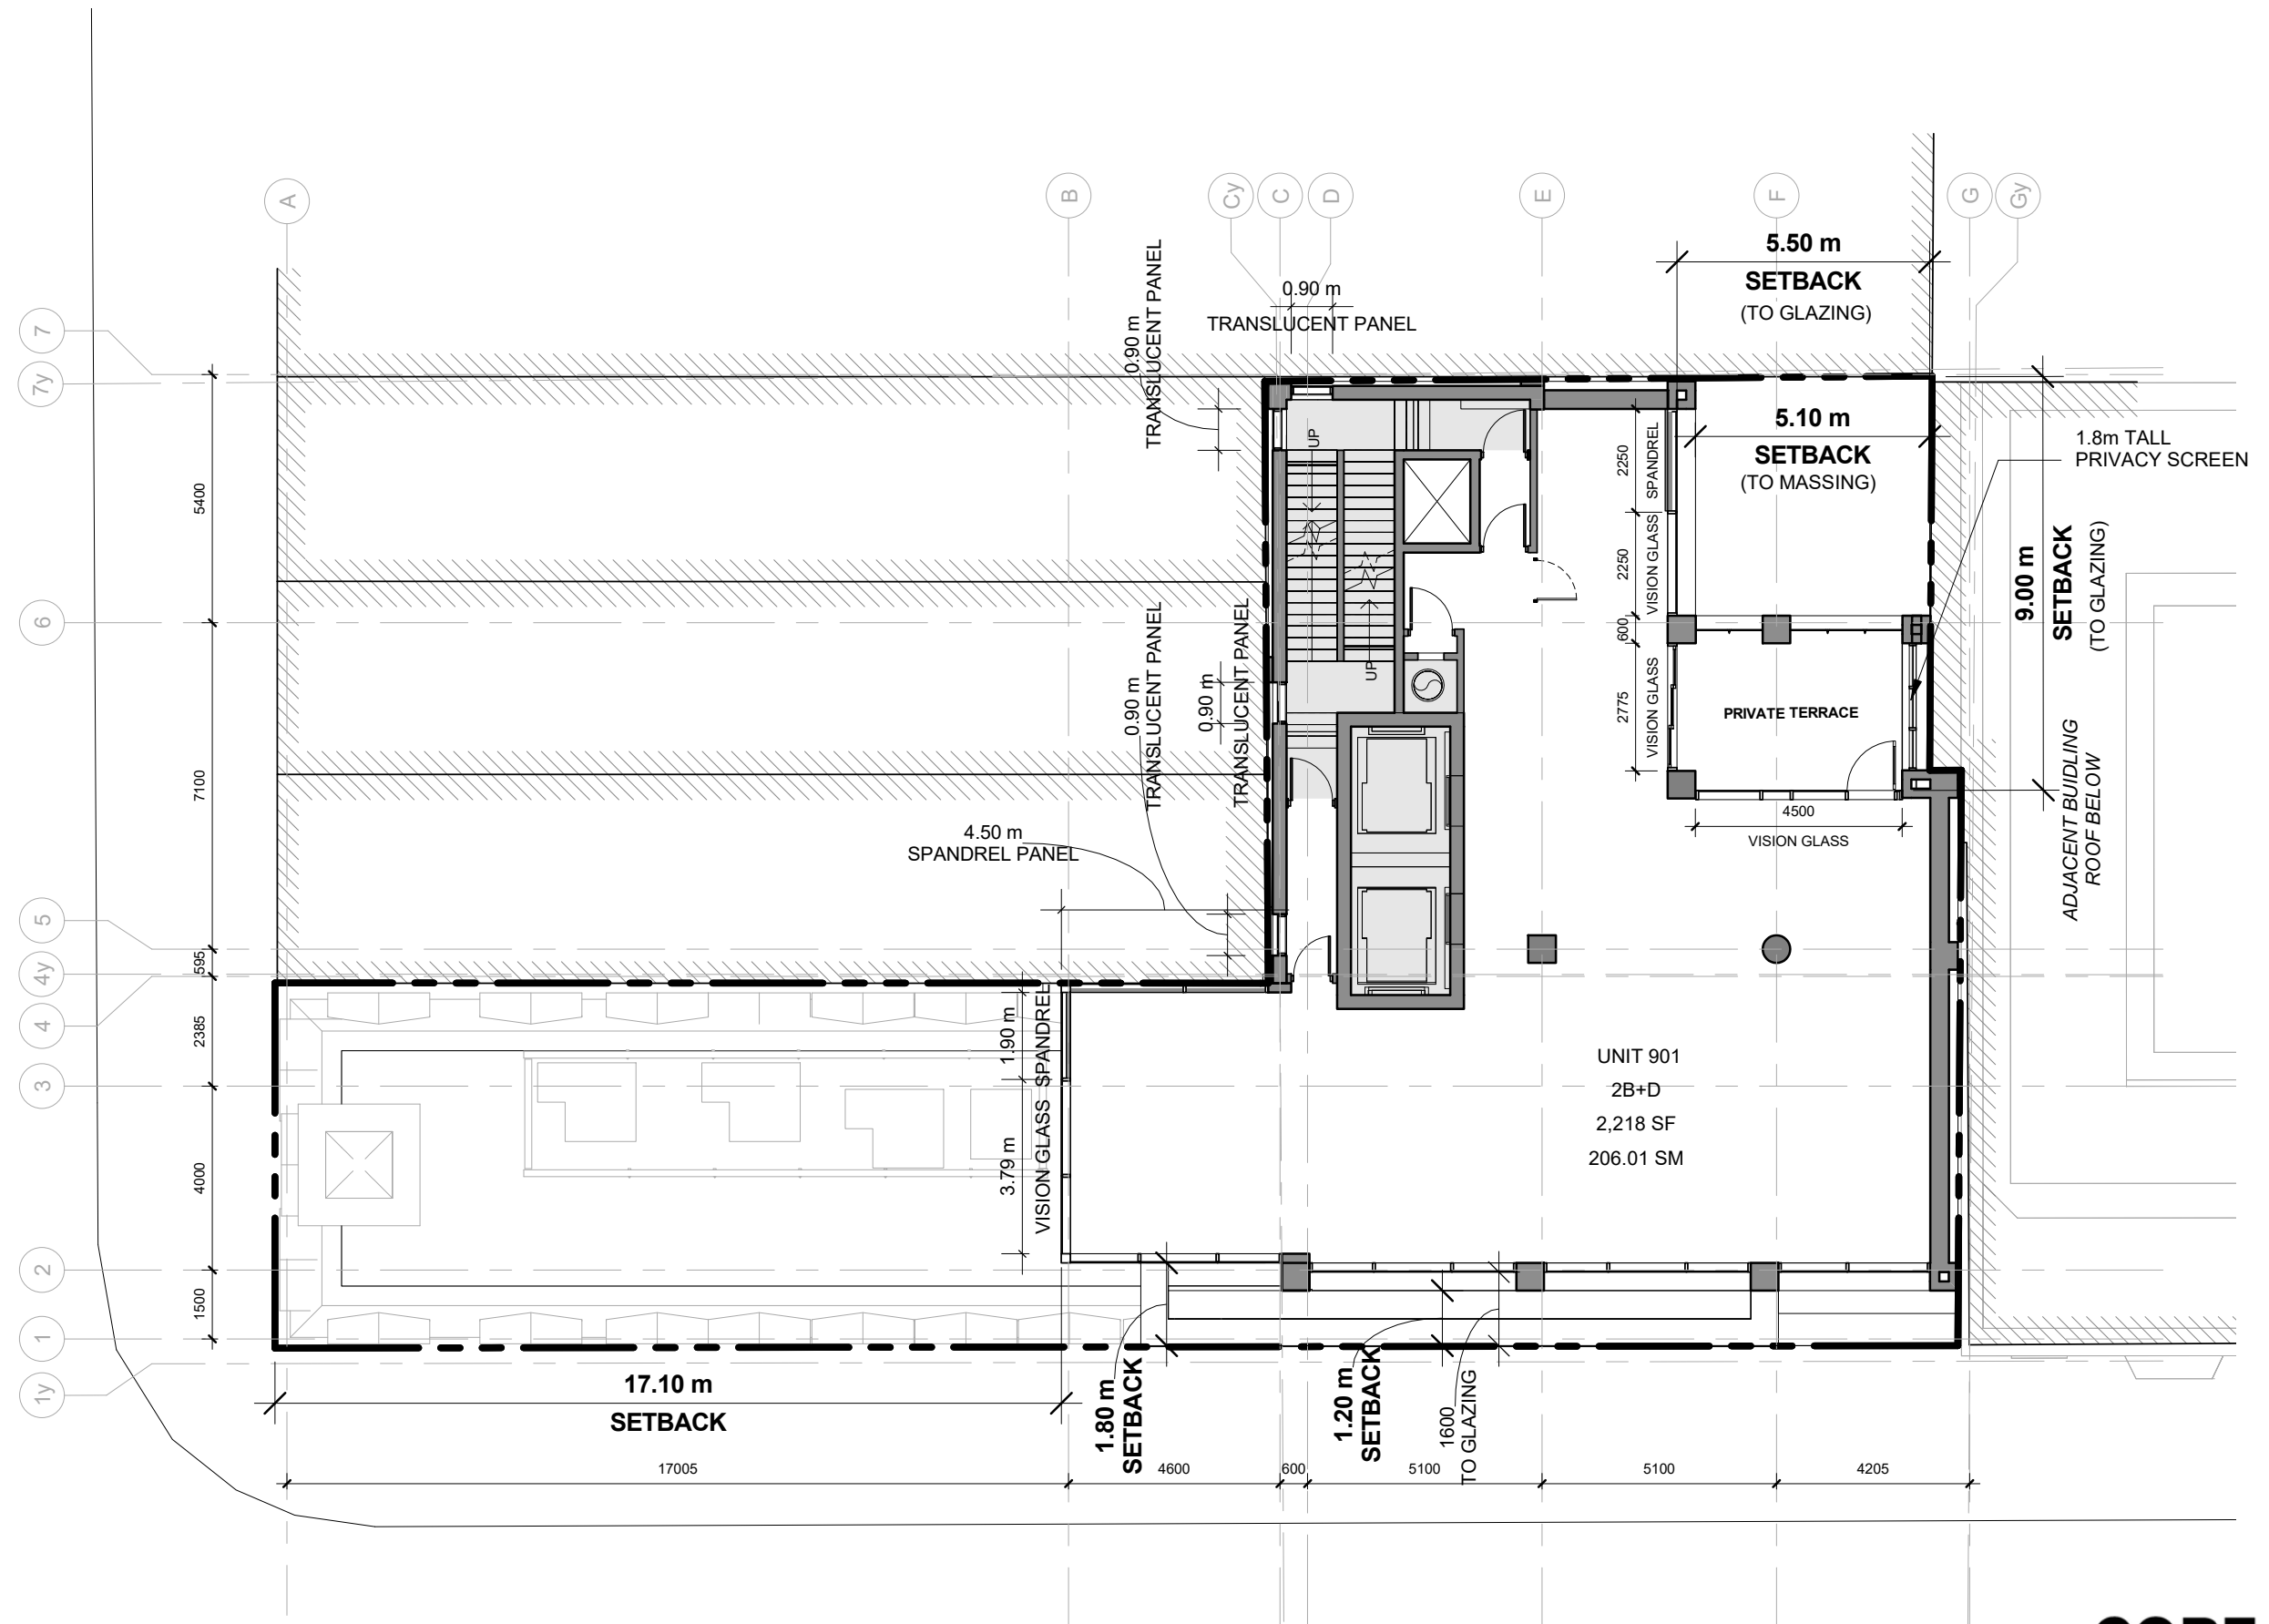 A
B
Cy
C
D
E
F
G
Gy
7
7y
6
5
4y
4
3
2
1
1y
5400
7100
595
2385
4000
1500
0.90 m
TRANSLUCENT PANEL
0.90 m
TRANSLUCENT PANEL
5.50 m
SETBACK
(TO GLAZING)
5.10 m
SETBACK
(TO MASSING)
1.8m TALL
PRIVACY SCREEN
9.00 m
SETBACK
(TO GLAZING)
ADJACENT BUIDLING
ROOF BELOW
UP
UP
2250
SPANDREL
2250
VISION GLASS
600
2775
VISION GLASS
PRIVATE TERRACE
4500
VISION GLASS
0.90 m
TRANSLUCENT PANEL
0.90 m
TRANSLUCENT PANEL
4.50 m
SPANDREL PANEL
1.90 m
SPANDREL
3.79 m
VISION GLASS
UNIT 901
2B+D
2,218 SF
206.01 SM
17.10 m
SETBACK
1.80 m
SETBACK
1.20 m
SETBACK
1600
TO GLAZING
17005
4600
600
5100
5100
4205